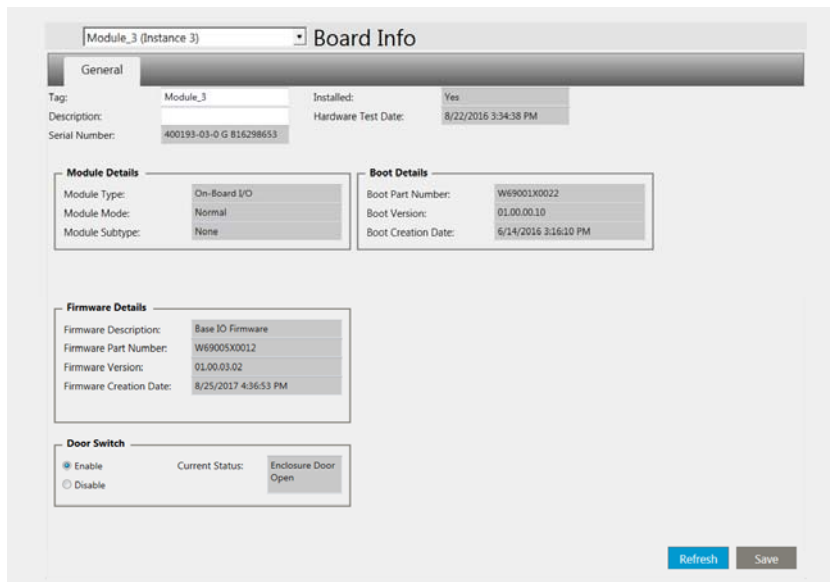 Module_3 (Instance 3) Board Info
General
Tag: Module_3 Installed: Yes
Description: Hardware Test Date: 8/22/2016 3:34:38 PM
Serial Number: 400193-03-0 G 816298653
Module Details Boot Details
Module Type: On-Board I/O Boot Part Number: W69001X0022
Module Mode: Normal Boot Version: 01.00.00.10
Module Subtype: None Boot Creation Date: 6/14/2016 3:16:10 PM
Firmware Details
Firmware Description: Base IO Firmware
Firmware Part Number: W69005X0012
Firmware Version: 01.00.03.02
Firmware Creation Date: 8/25/2017 4:36:53 PM
Door Switch
Enable Current Status: Enclosure Door
Disable Open
Refresh Save